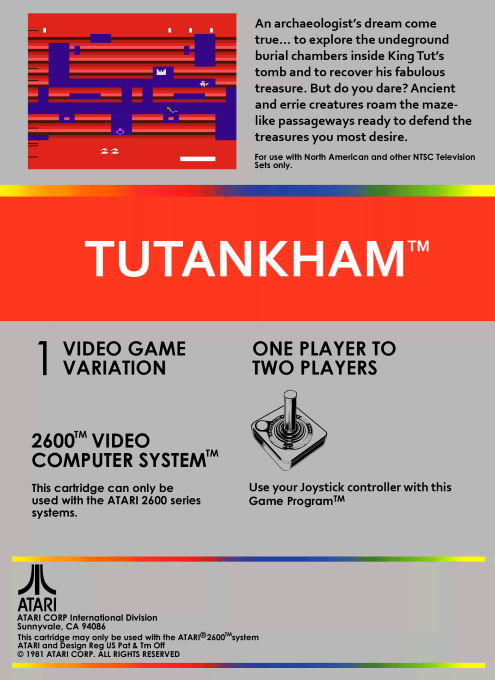 An archaeologist's dream come
true... to explore the undeground
burial chambers inside King Tut's
tomb and to recover his fabulous
treasure. But do you dare? Ancient
and errie creatures roam the maze-
like passageways ready to defend the
treasures you most desire.
For use with North American and other NTSC Television
Sets only.
TUTANKHAM™
1 VIDEO GAME
VARIATION
ONE PLAYER TO
TWO PLAYERS
2600™ VIDEO
COMPUTER SYSTEM™
This cartridge can only be
used with the ATARI 2600 series
systems.
Use your Joystick controller with this
Game Program™
ATARI
ATARI CORP International Division
Sunnyvale, CA 94086
This cartridge may only be used with the ATARI®2600™system
ATARI and Design Reg US Pat & Tm Off
© 1981 ATARI CORP. ALL RIGHTS RESERVED